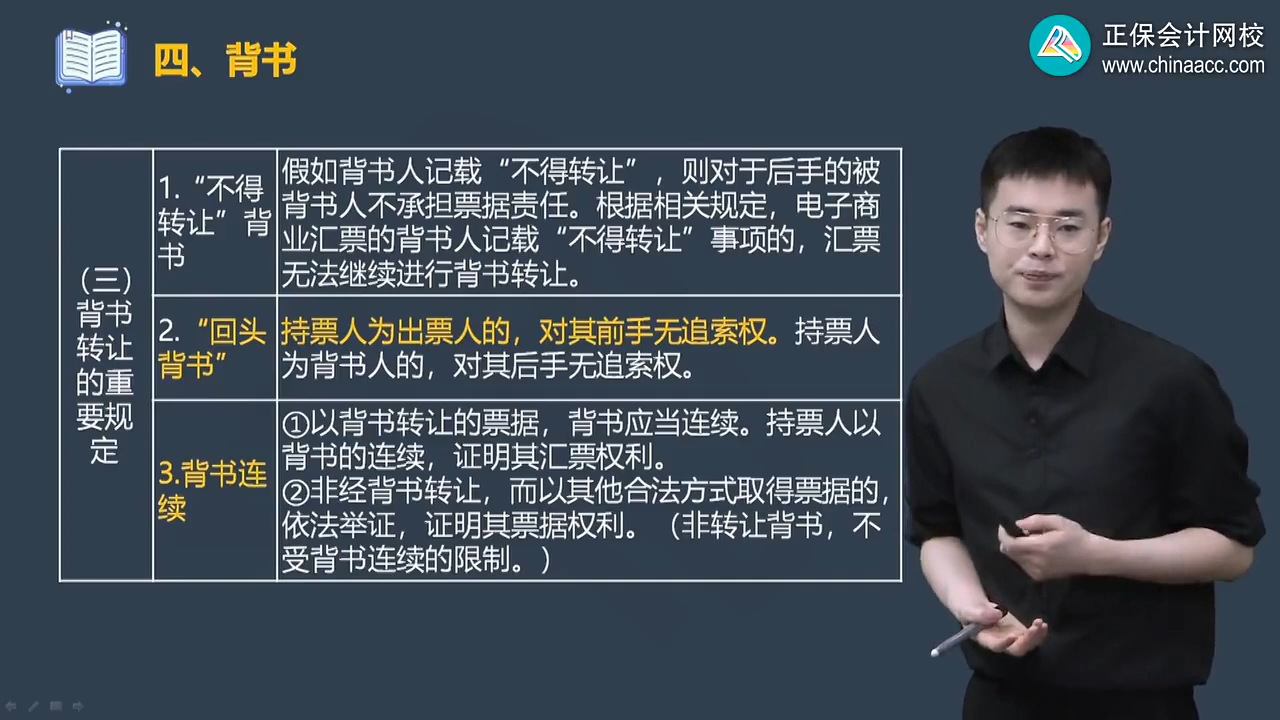 四、背书
正保会计网校
www.chinaacc.com
（三）
背书
转让
的重
要规
定
1.“不得
转让”背
书
假如背书人记载“不得转让”，则对于后手的被
背书人不承担票据责任。根据相关规定，电子商
业汇票的背书人记载“不得转让”事项的，汇票
无法继续进行背书转让。
2.“回头
背书”
持票人为出票人的，对其前手无追索权。持票人
为背书人的，对其后手无追索权。
3.背书连
续
①以背书转让的票据，背书应当连续。持票人以
背书的连续，证明其汇票权利。
②非经背书转让，而以其他合法方式取得票据的，
依法举证，证明其票据权利。（非转让背书，不
受背书连续的限制。）